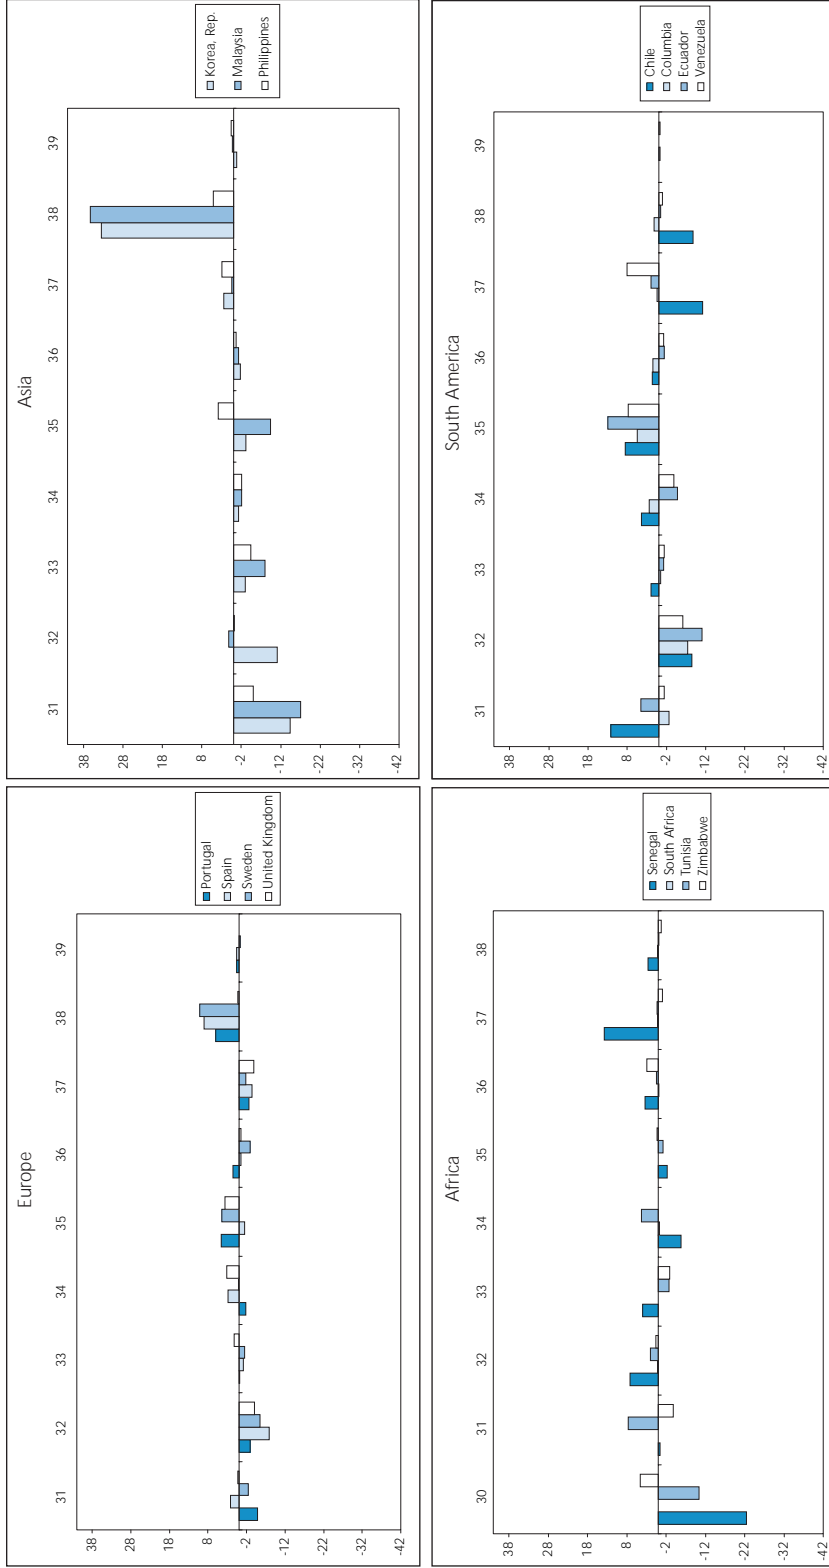 Europe
31 32 33 34 35 36 37 38 39
38
28
18
8
-2
-12
-22
-32
-42
Portugal
Spain
Sweden
United Kingdom
Asia
31 32 33 34 35 36 37 38 39
38
28
18
8
-2
-12
-22
-32
-42
Korea, Rep.
Malaysia
Philippines
Africa
30 31 32 33 34 35 36 37 38
38
28
18
8
-2
-12
-22
-32
-42
Senegal
South Africa
Tunisia
Zimbabwe
South America
31 32 33 34 35 36 37 38 39
38
28
18
8
-2
-12
-22
-32
-42
Chile
Columbia
Ecuador
Venezuela